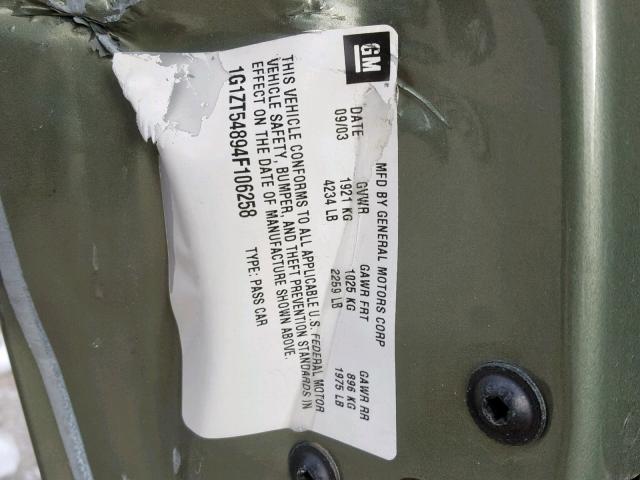 GM
MFD BY GENERAL MOTORS CORP
DATE GVWR GAWR FRT GAWR RR
09/03 1921 KG 1025 KG 896 KG
4234 LB 2259 LB 1975 LB
THIS VEHICLE CONFORMS TO ALL APPLICABLE U.S. FEDERAL MOTOR
VEHICLE SAFETY, BUMPER, AND THEFT PREVENTION STANDARDS IN
EFFECT ON THE DATE OF MANUFACTURE SHOWN ABOVE.
1G1ZT54894F106258 TYPE: PASS CAR